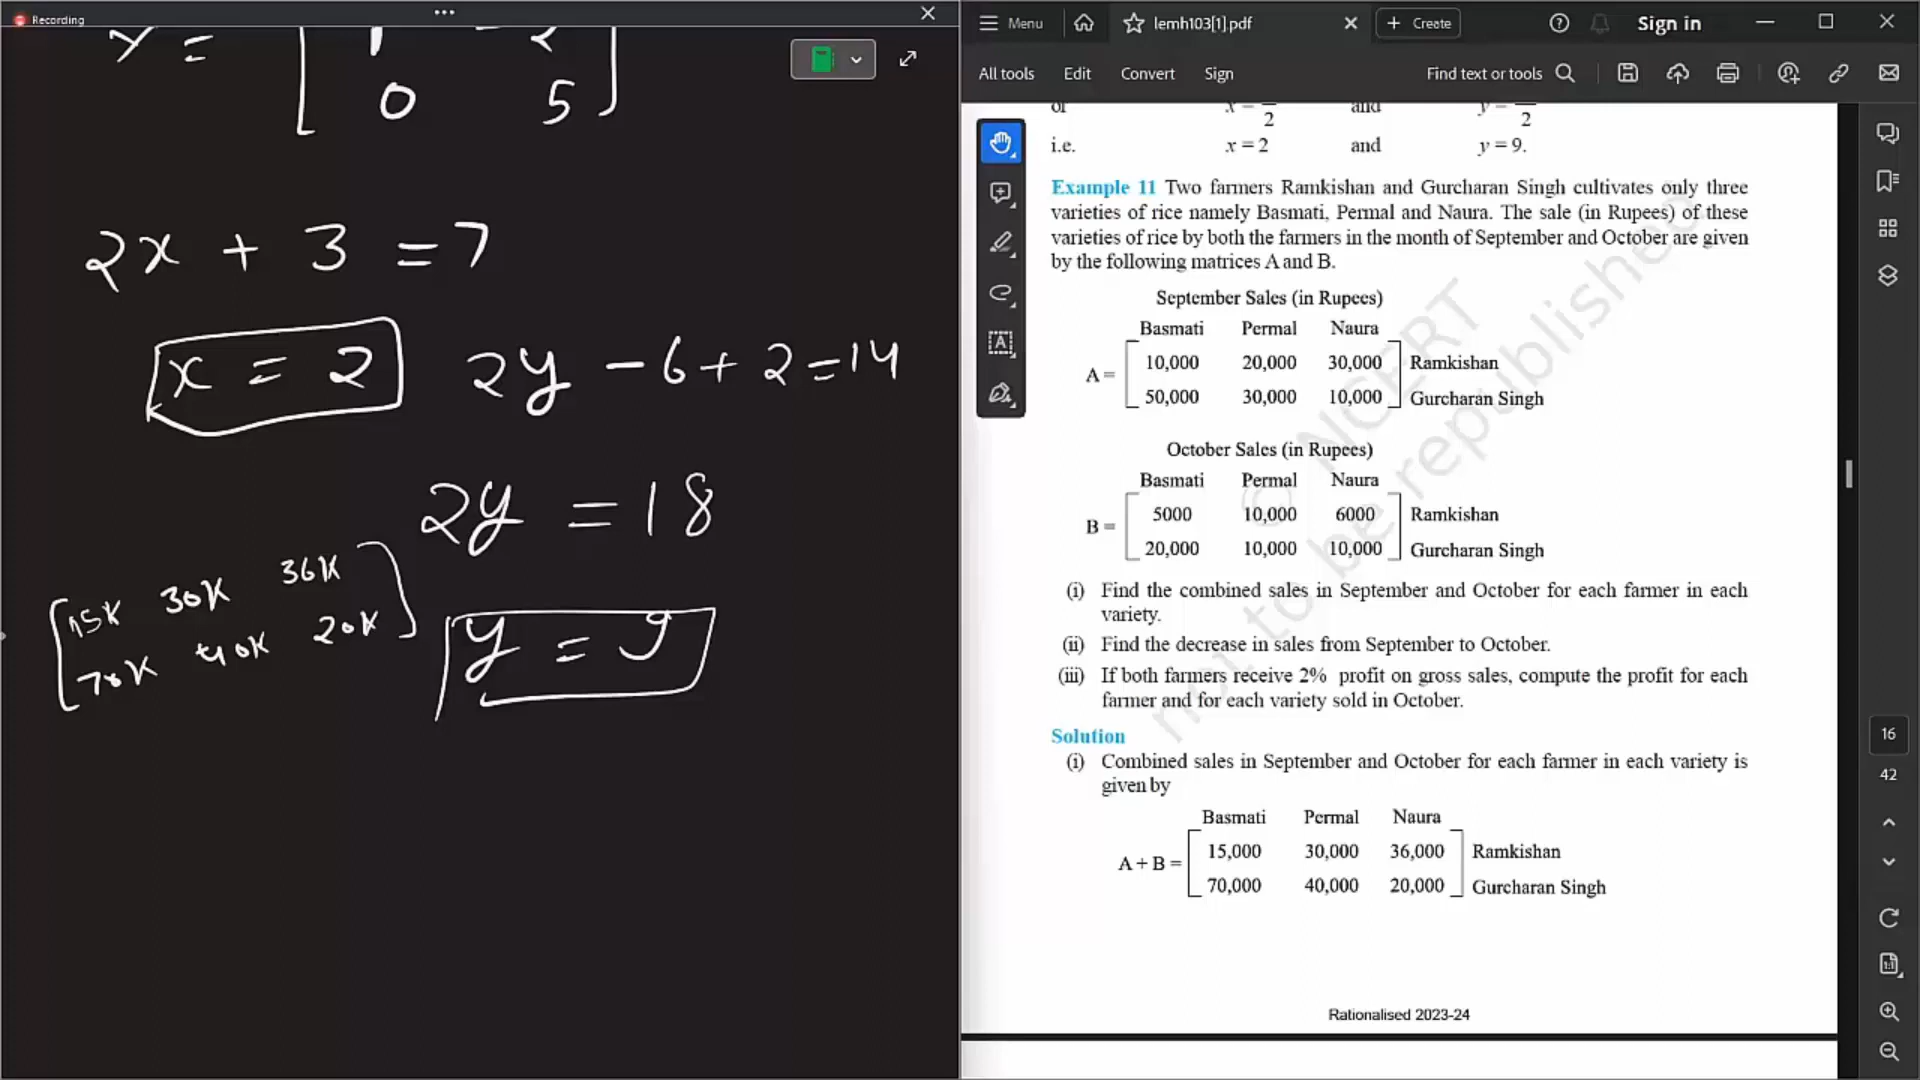 Recording
Y = [ 1 -2
0 5 ]
2x + 3 = 7
x = 2
2y - 6 + 2 = 14
2y = 18
15K 30K 36K
70K 40K 20K
y = 9
Menu
lemh103[1].pdf
+ Create
Sign in
All tools Edit Convert Sign
Find text or tools
or x = and y =
2 2
i.e. x = 2 and y = 9.
Example 11 Two farmers Ramkishan and Gurcharan Singh cultivates only three
varieties of rice namely Basmati, Permal and Naura. The sale (in Rupees) of these
varieties of rice by both the farmers in the month of September and October are given
by the following matrices A and B.
September Sales (in Rupees)
Basmati Permal Naura
A = [ 10,000 20,000 30,000 ] Ramkishan
50,000 30,000 10,000 Gurcharan Singh
October Sales (in Rupees)
Basmati Permal Naura
B = [ 5000 10,000 6000 ] Ramkishan
20,000 10,000 10,000 Gurcharan Singh
(i) Find the combined sales in September and October for each farmer in each
variety.
(ii) Find the decrease in sales from September to October.
(iii) If both farmers receive 2% profit on gross sales, compute the profit for each
farmer and for each variety sold in October.
Solution
(i) Combined sales in September and October for each farmer in each variety is
given by
Basmati Permal Naura
A + B = [ 15,000 30,000 36,000 ] Ramkishan
70,000 40,000 20,000 Gurcharan Singh
Rationalised 2023-24
© NCERT
not to be republished
16
42